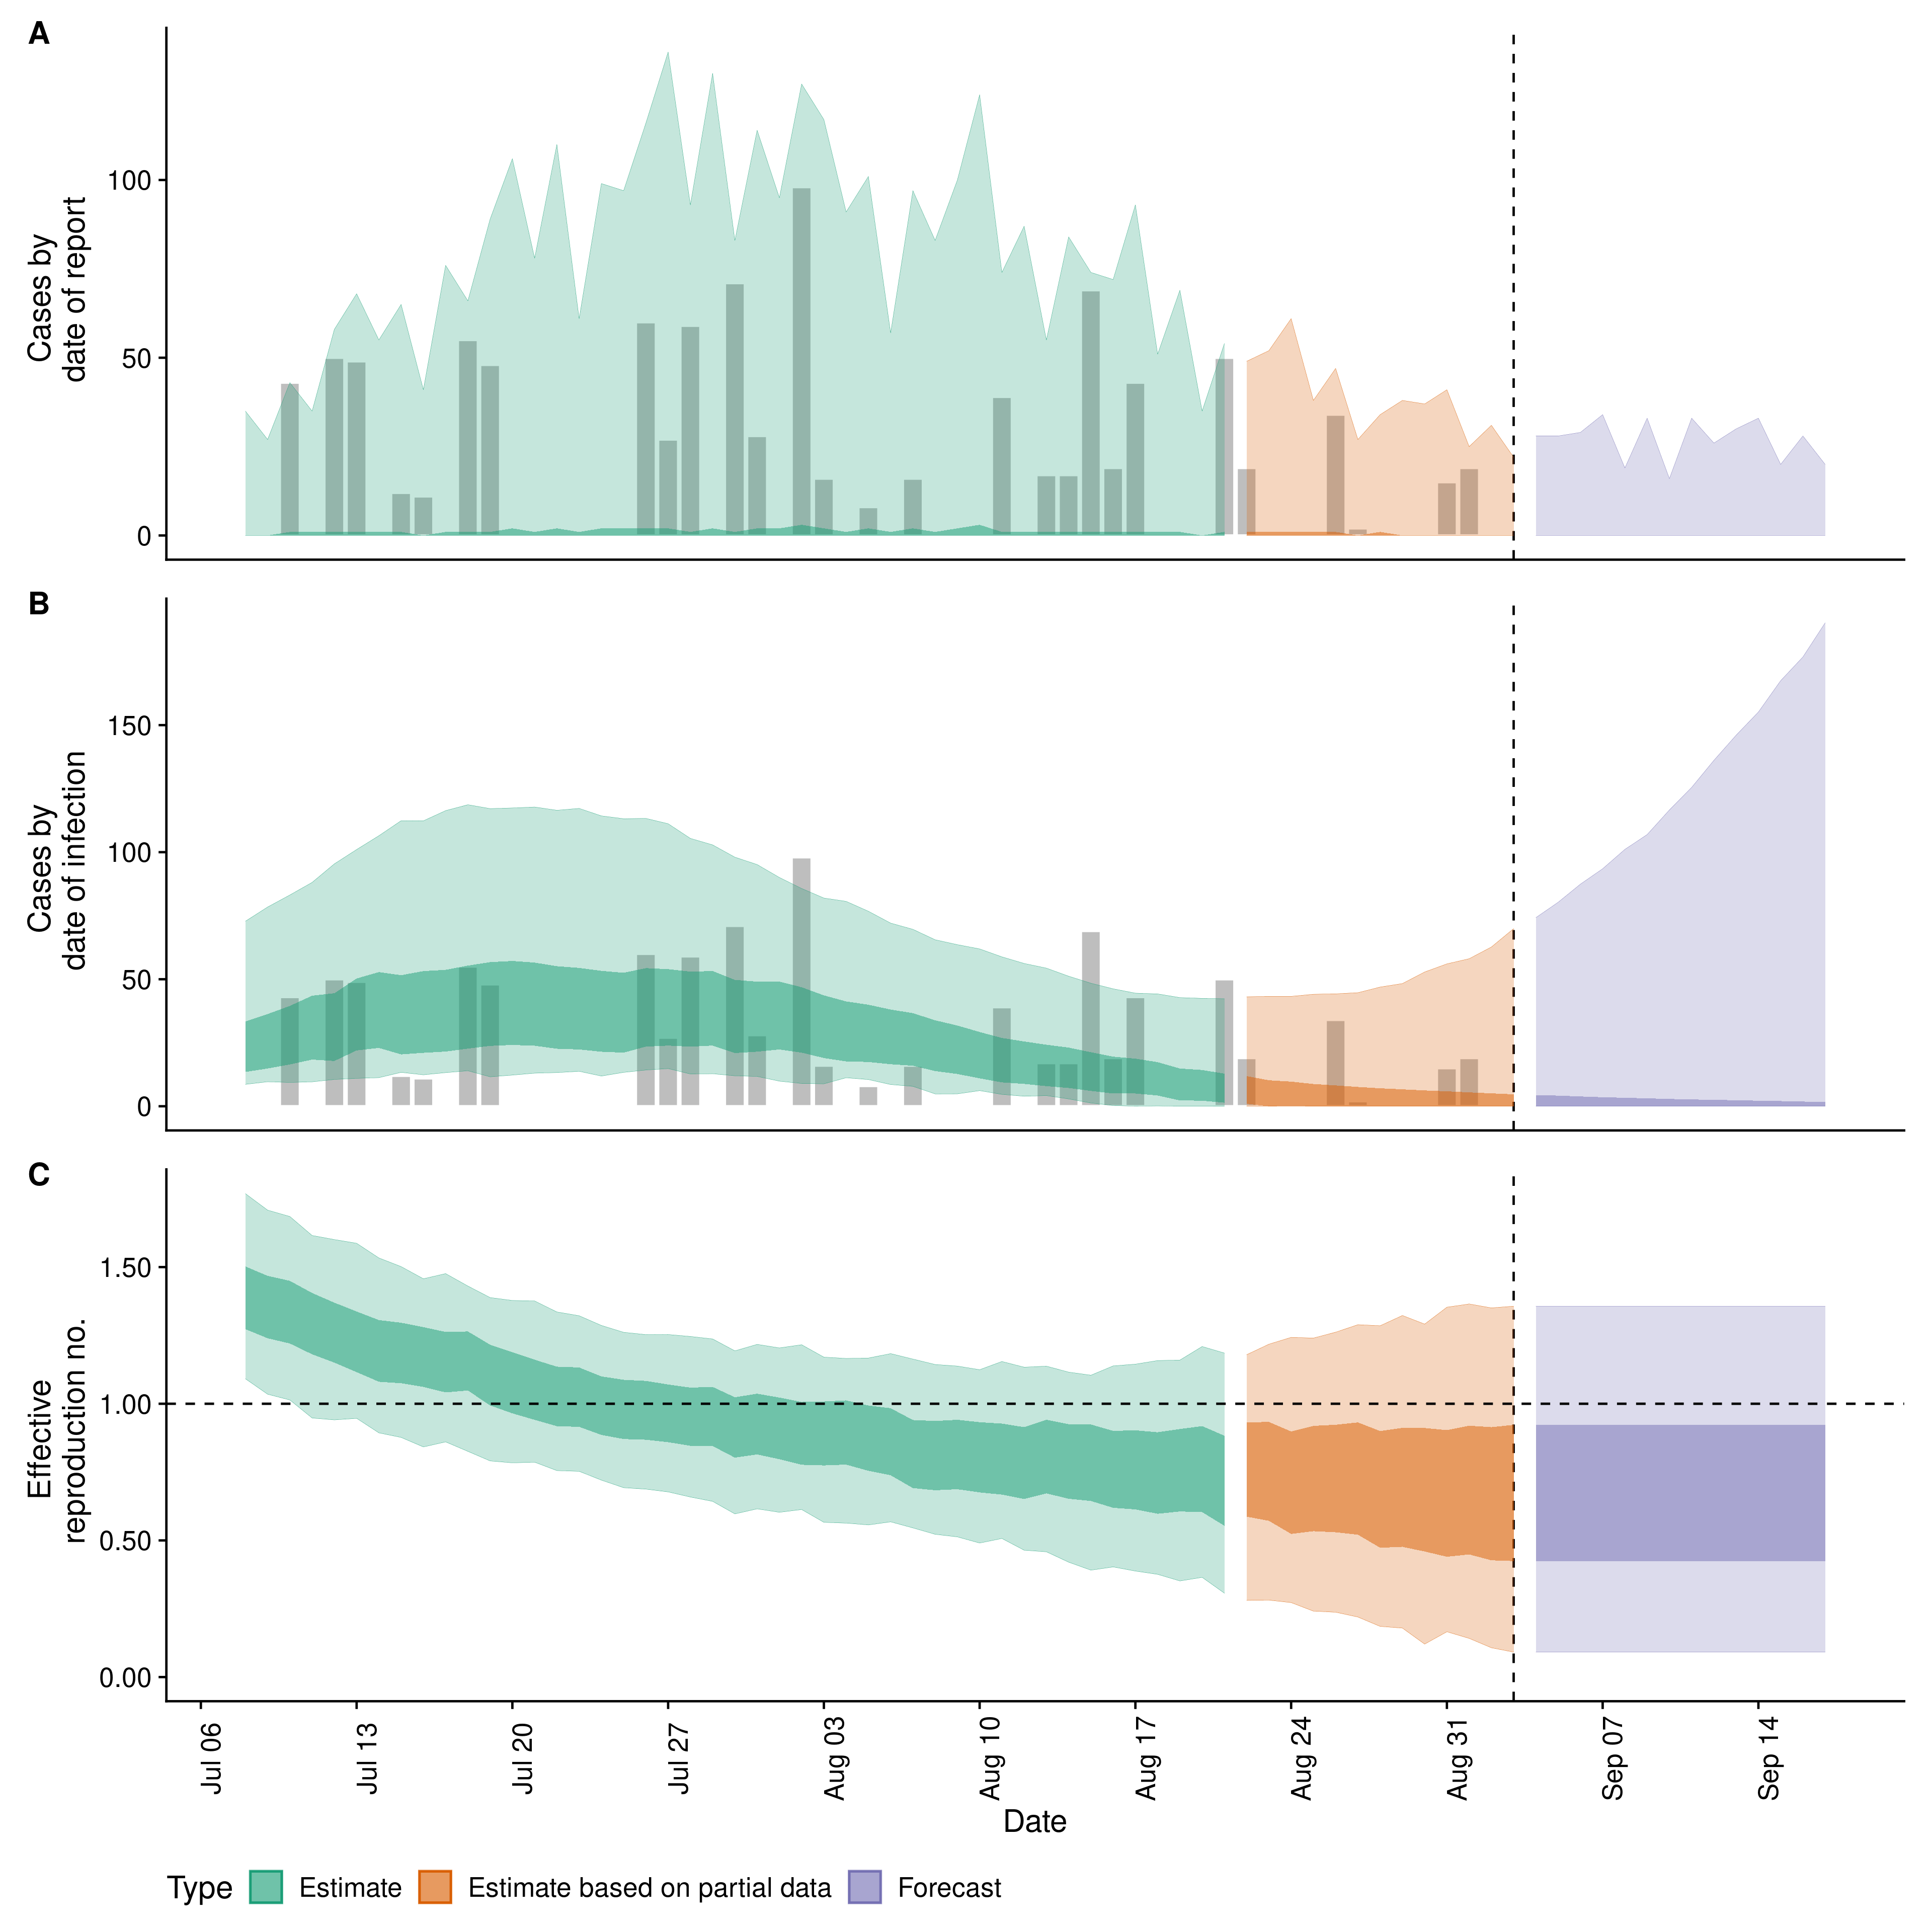 A
Cases by
date of report
100
50
0
B
Cases by
date of infection
150
100
50
0
C
Effective
reproduction no.
1.50
1.00
0.50
0.00
Jul 06
Jul 13
Jul 20
Jul 27
Aug 03
Aug 10
Aug 17
Aug 24
Aug 31
Sep 07
Sep 14
Date
Type Estimate Estimate based on partial data Forecast